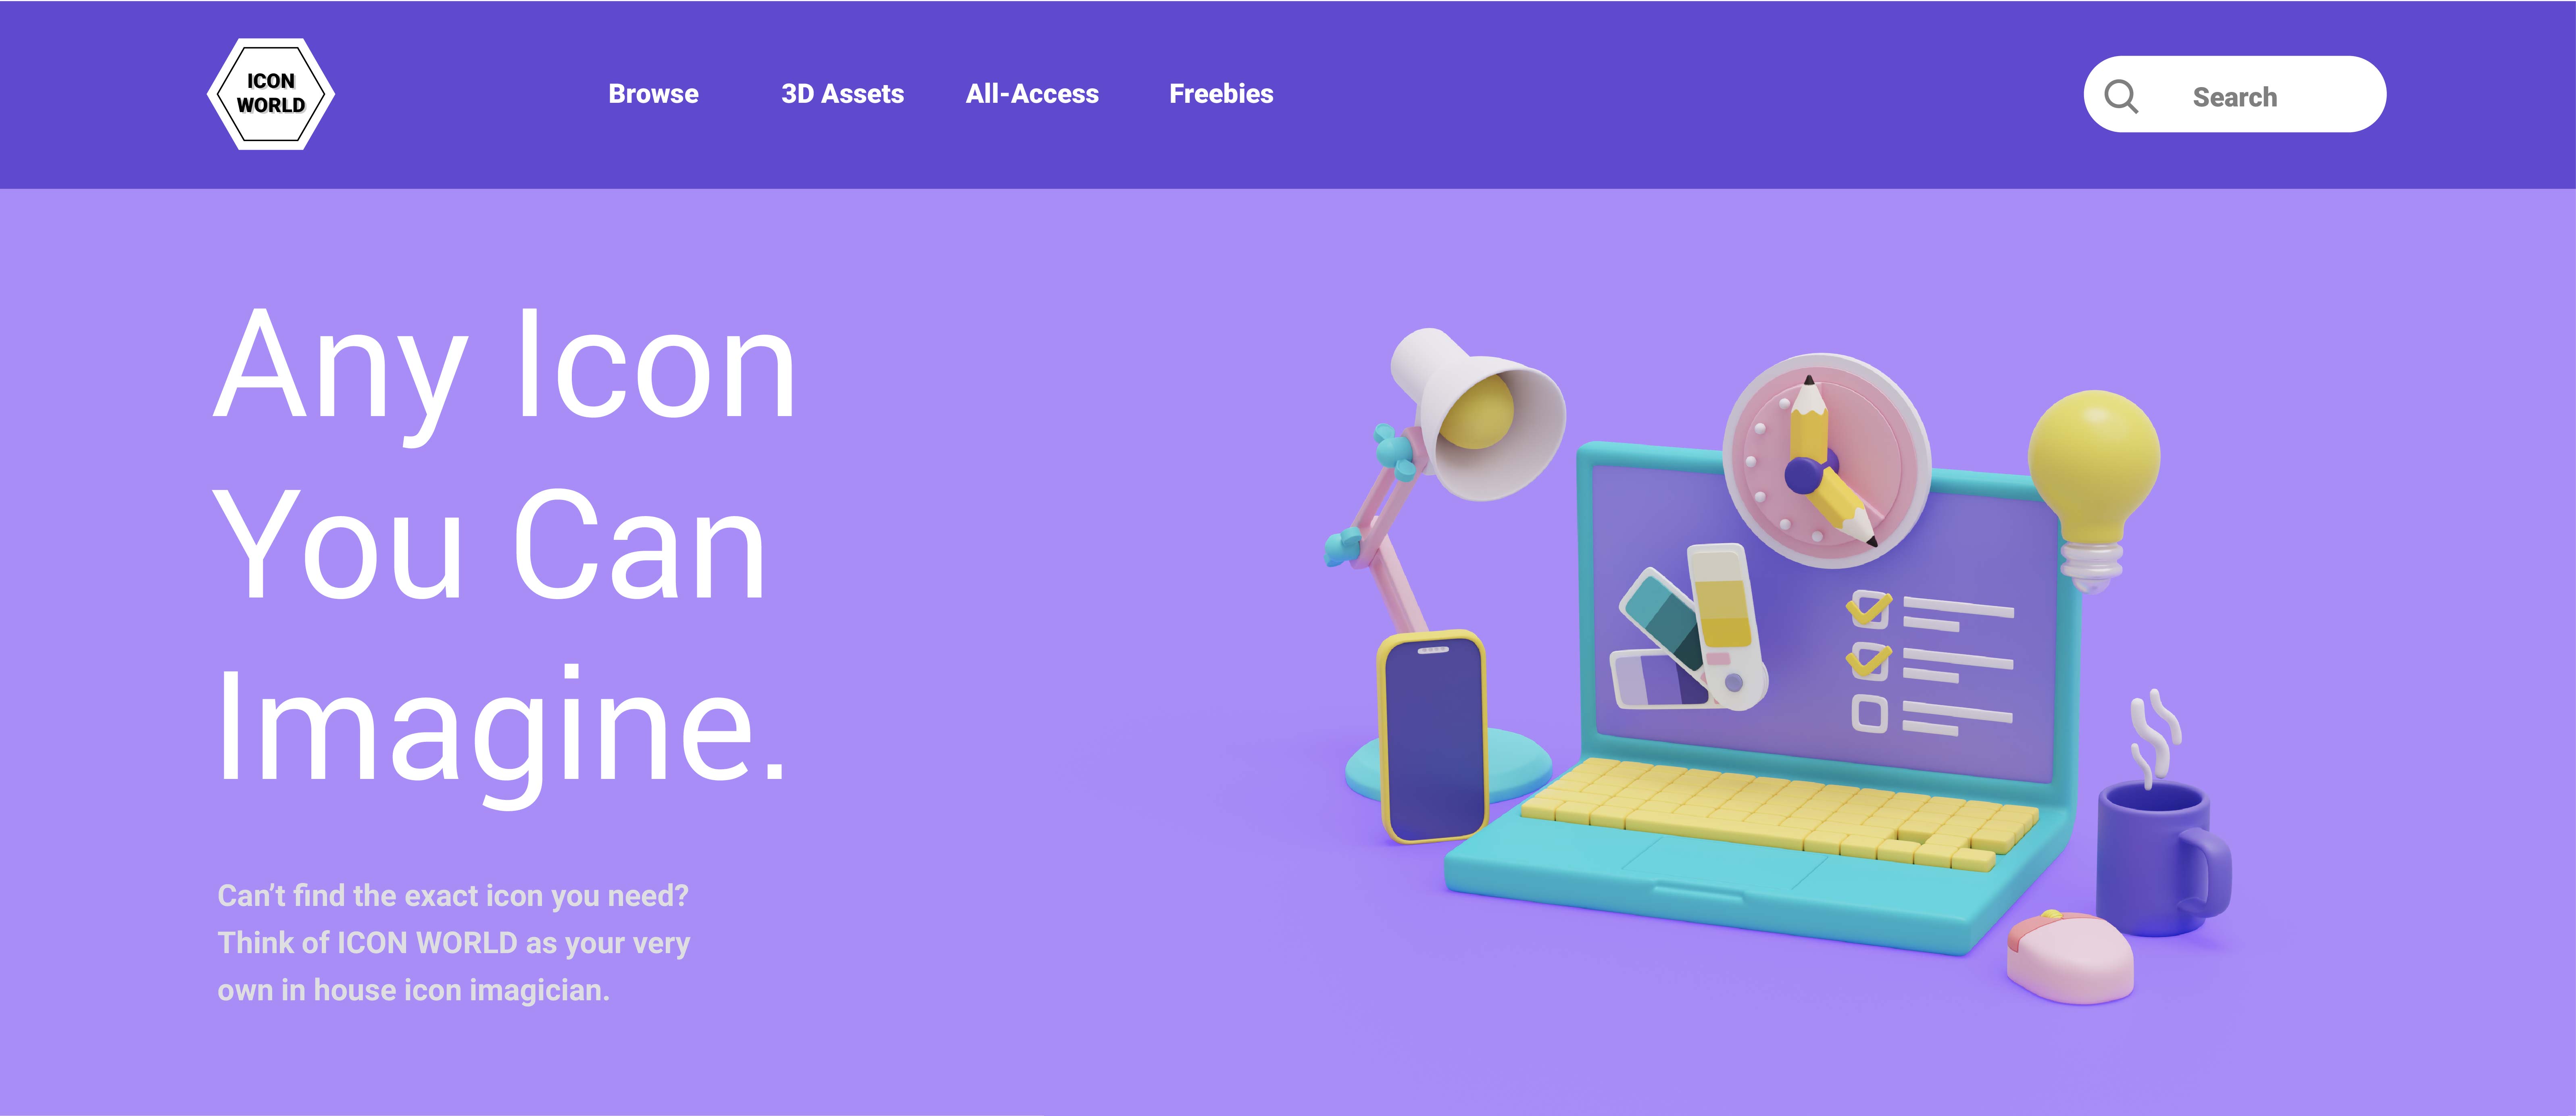 ICON
WORLD
Browse
3D Assets
All-Access
Freebies
Search
Any Icon
You Can
Imagine.
Can’t find the exact icon you need?
Think of ICON WORLD as your very
own in house icon imagician.